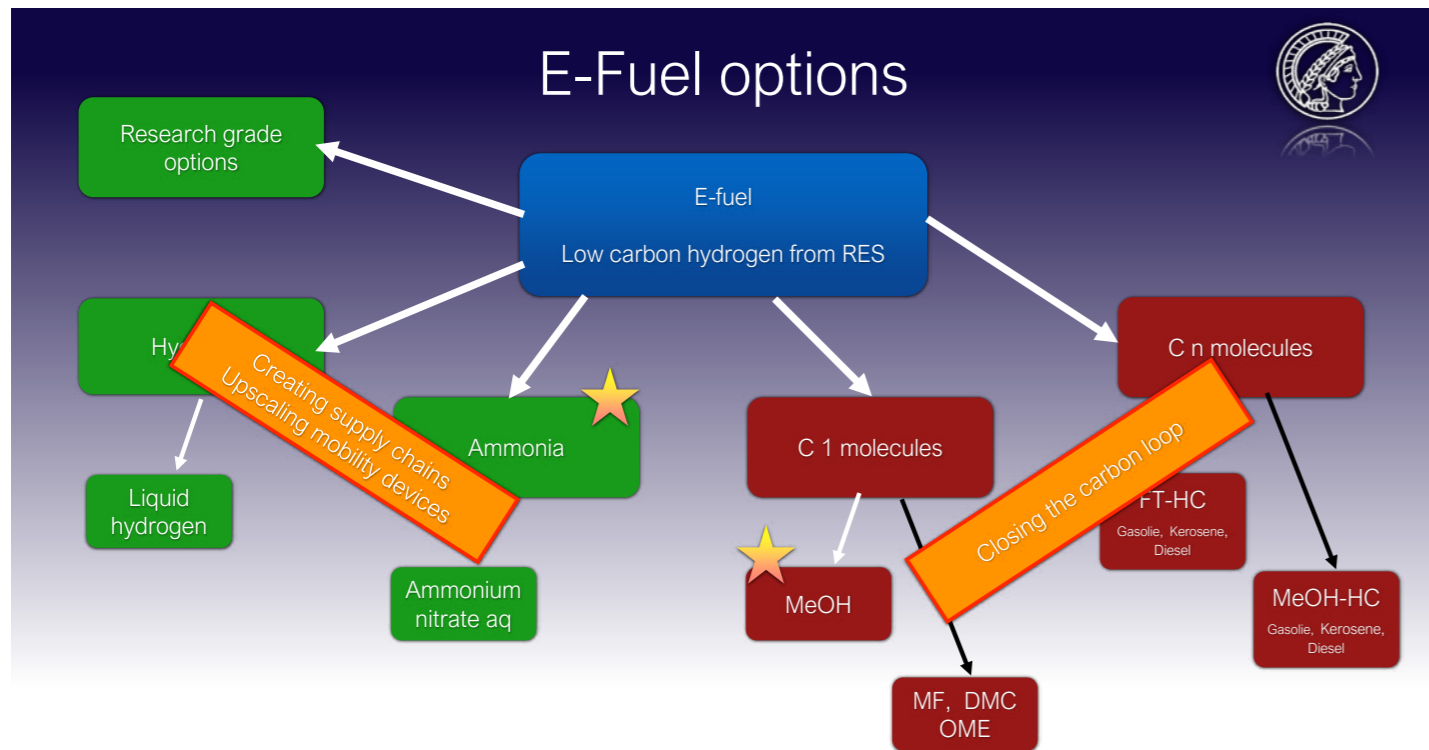 E-Fuel options
Research grade
options
E-fuel
Low carbon hydrogen from RES
Hy
Creating supply chains
Upscaling mobility devices
Ammonia
C 1 molecules
C n molecules
Closing the carbon loop
Liquid
hydrogen
Ammonium
nitrate aq
MeOH
MF, DMC
OME
FT-HC
Gasolie, Kerosene,
Diesel
MeOH-HC
Gasolie, Kerosene,
Diesel